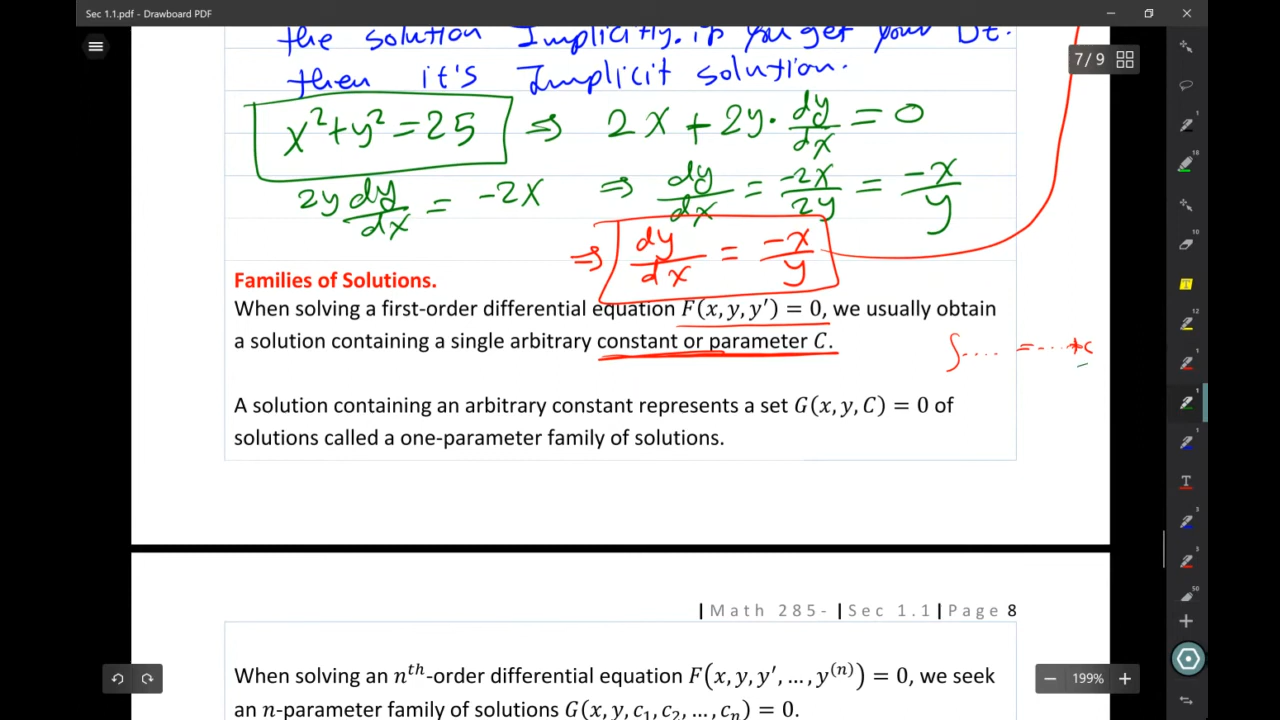 Sec 1.1.pdf - Drawboard PDF
the solution Implicitly. if you get your DE.
7 / 9
then it's Implicit solution.
x²+y²=25 ⇒ 2x + 2y · dy/dx = 0
2y dy/dx = -2x ⇒ dy/dx = -2x/2y = -x/y
⇒ dy/dx = -x/y
Families of Solutions.
When solving a first-order differential equation F(x, y, y′) = 0, we usually obtain
a solution containing a single arbitrary constant or parameter C.
∫.... = ....+c
A solution containing an arbitrary constant represents a set G(x, y, C) = 0 of
solutions called a one-parameter family of solutions.
| Math 285- | Sec 1.1 | Page 8
When solving an nᵗʰ-order differential equation F(x, y, y′, … , y⁽ⁿ⁾) = 0, we seek
an n-parameter family of solutions G(x, y, c₁, c₂, … , cₙ) = 0.
199%